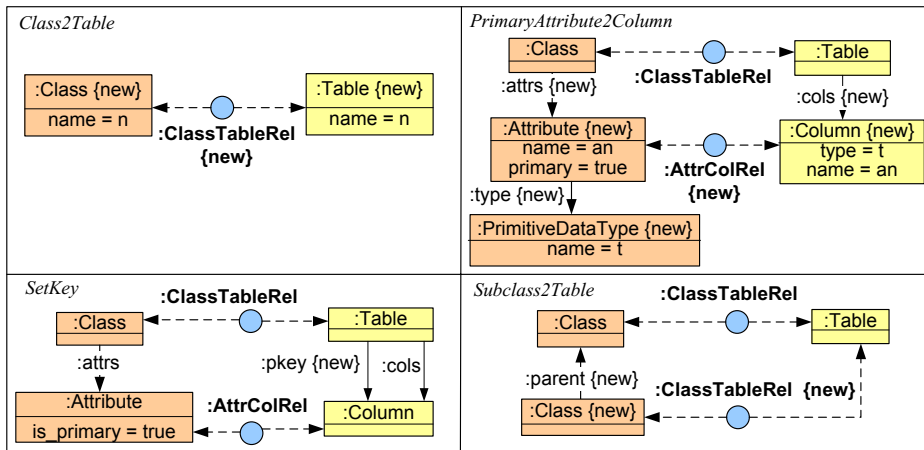 Class2Table
:Class {new}
name = n
:ClassTableRel
{new}
:Table {new}
name = n
PrimaryAttribute2Column
:Class
:ClassTableRel
:Table
:attrs {new}
:cols {new}
:Attribute {new}
name = an
primary = true
:AttrColRel
{new}
:Column {new}
type = t
name = an
:type {new}
:PrimitiveDataType {new}
name = t
SetKey
:ClassTableRel
:Class
:Table
:attrs
:pkey {new}
:cols
:Attribute
is_primary = true
:AttrColRel
:Column
Subclass2Table
:ClassTableRel
:Class
:Table
:parent {new}
:ClassTableRel {new}
:Class {new}